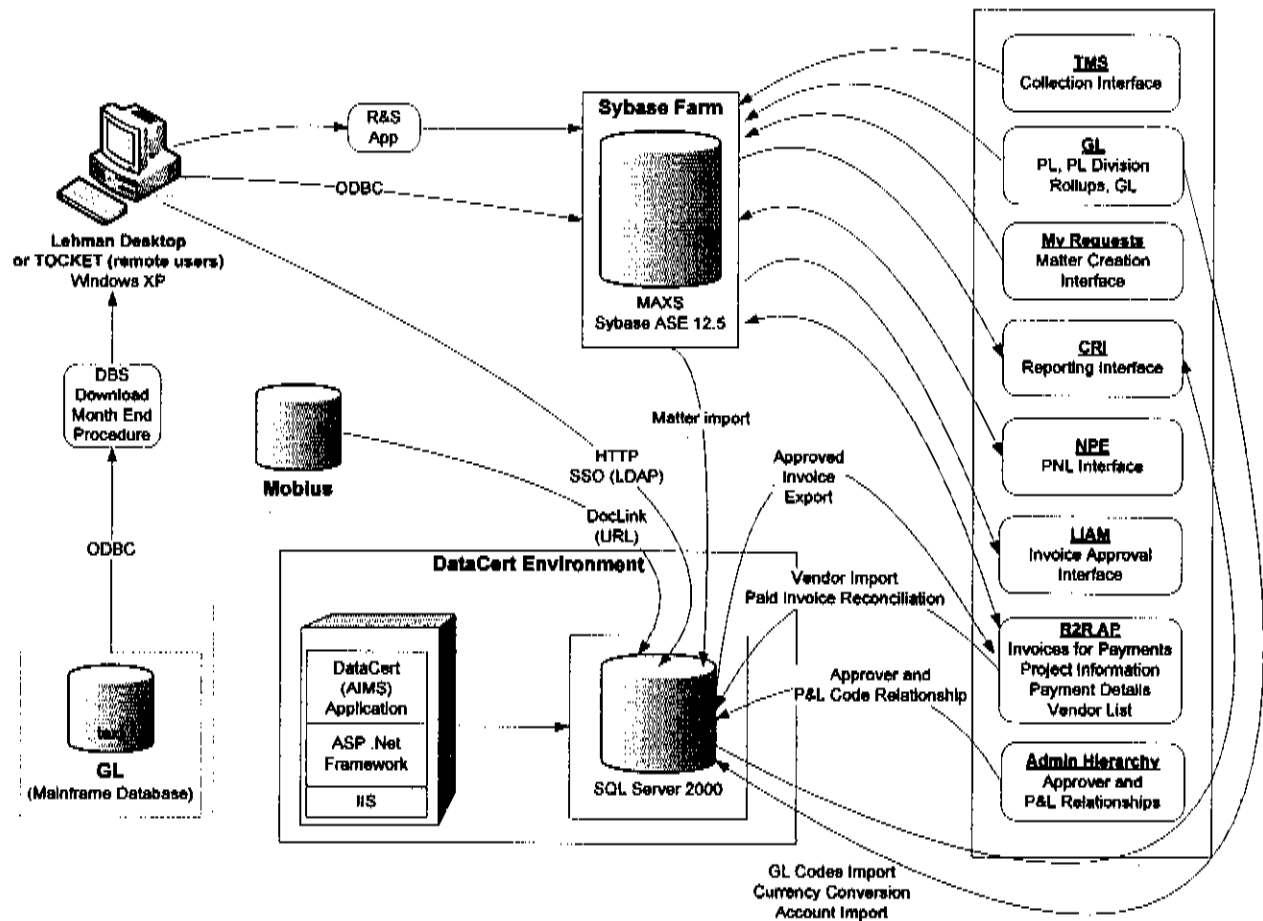 TMS
Collection Interface
GL
PL, PL Division
Rollups, GL
My Requests
Matter Creation
Interface
CRI
Reporting Interface
NPE
PNL Interface
LIAM
Invoice Approval
Interface
R2R AP
Invoices for Payments
Project Information
Payment Details
Vendor List
Admin Hierarchy
Approver and
P&L Relationships
Sybase Farm
MAXS
Sybase ASE 12.5
R&S
App
ODBC
Lehman Desktop
or TOCKET (remote users)
Windows XP
DBS
Download
Month End
Procedure
ODBC
text
GL
(Mainframe Database)
Mobius
Matter import
HTTP
SSO (LDAP)
DocLink
(URL)
Approved
Invoice
Export
Vendor Import
Paid Invoice Reconciliation
Approver and
P&L Code Relationship
DataCert Environment
DataCert
(AIMS)
Application
ASP .Net
Framework
IIS
SQL Server 2000
GL Codes Import
Currency Conversion
Account Import